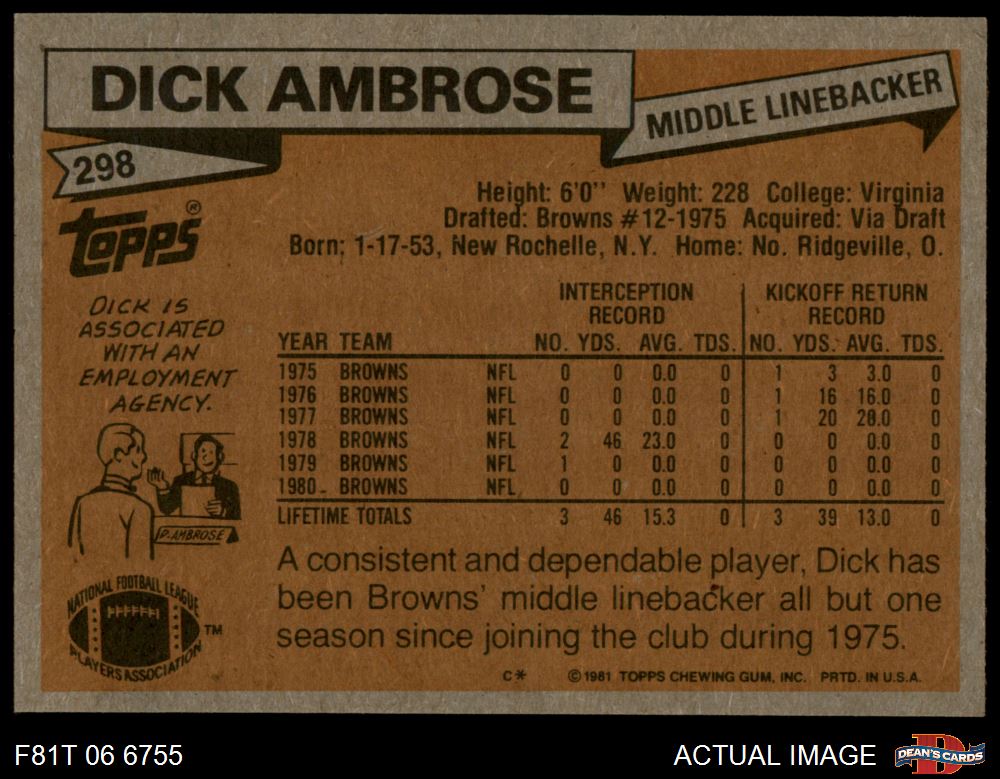 DICK AMBROSE
MIDDLE LINEBACKER
298
topps®
Height: 6'0'' Weight: 228 College: Virginia
Drafted: Browns #12-1975 Acquired: Via Draft
Born: 1-17-53, New Rochelle, N.Y. Home: No. Ridgeville, O.
DICK IS
ASSOCIATED
WITH AN
EMPLOYMENT
AGENCY.
D. AMBROSE
INTERCEPTION KICKOFF RETURN
RECORD RECORD
YEAR TEAM NO. YDS. AVG. TDS. NO. YDS. AVG. TDS.
1975 BROWNS NFL 0 0 0.0 0 1 3 3.0 0
1976 BROWNS NFL 0 0 0.0 0 1 16 16.0 0
1977 BROWNS NFL 0 0 0.0 0 1 20 20.0 0
1978 BROWNS NFL 2 46 23.0 0 0 0 0.0 0
1979 BROWNS NFL 1 0 0.0 0 0 0 0.0 0
1980 BROWNS NFL 0 0 0.0 0 0 0 0.0 0
LIFETIME TOTALS 3 46 15.3 0 3 39 13.0 0
A consistent and dependable player, Dick has
been Browns' middle linebacker all but one
season since joining the club during 1975.
NATIONAL FOOTBALL LEAGUE
PLAYERS ASSOCIATION
TM
C* ©1981 TOPPS CHEWING GUM, INC. PRTD. IN U.S.A.
F81T 06 6755
ACTUAL IMAGE
D
DEAN'S CARDS